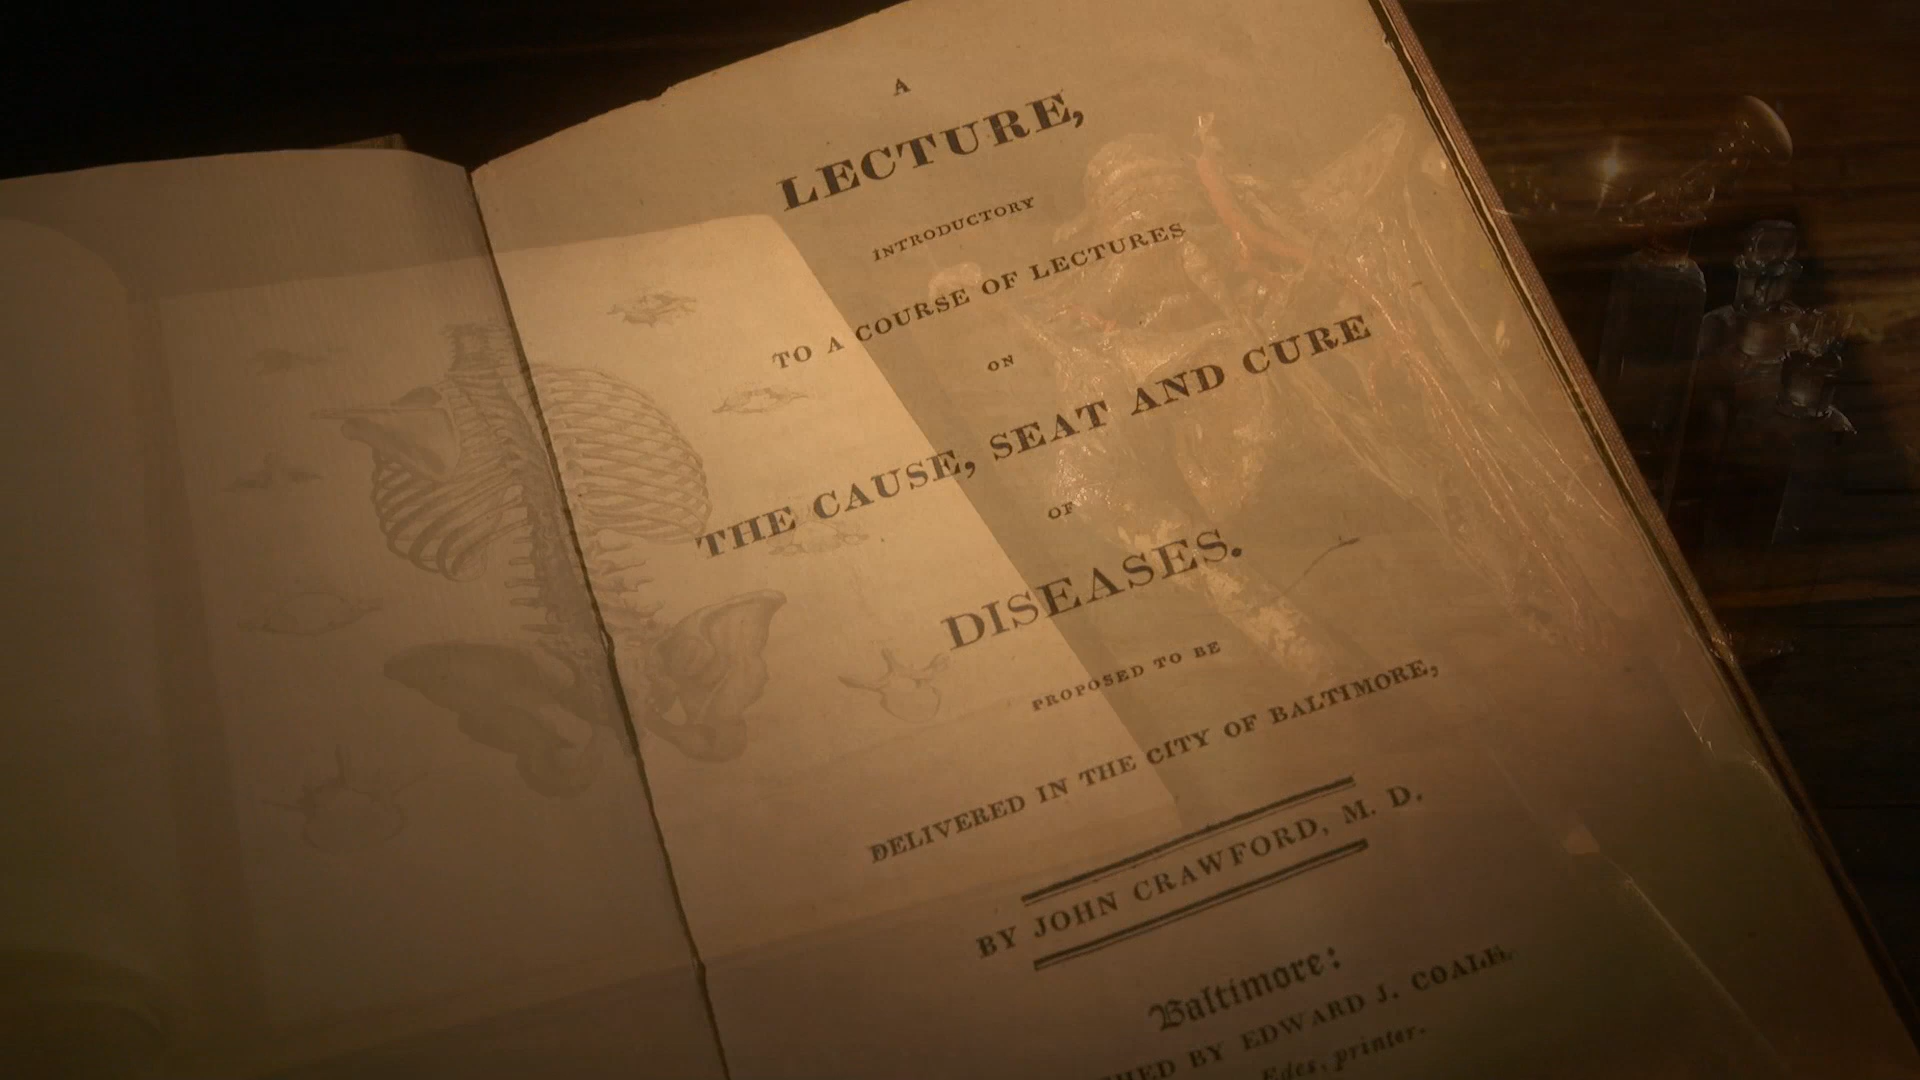 A
LECTURE,
INTRODUCTORY
TO A COURSE OF LECTURES
ON
THE CAUSE, SEAT AND CURE
OF
DISEASES.
PROPOSED TO BE
DELIVERED IN THE CITY OF BALTIMORE,
BY JOHN CRAWFORD, M. D.
Baltimore:
BY EDWARD J. COALE.
Edes, printer.